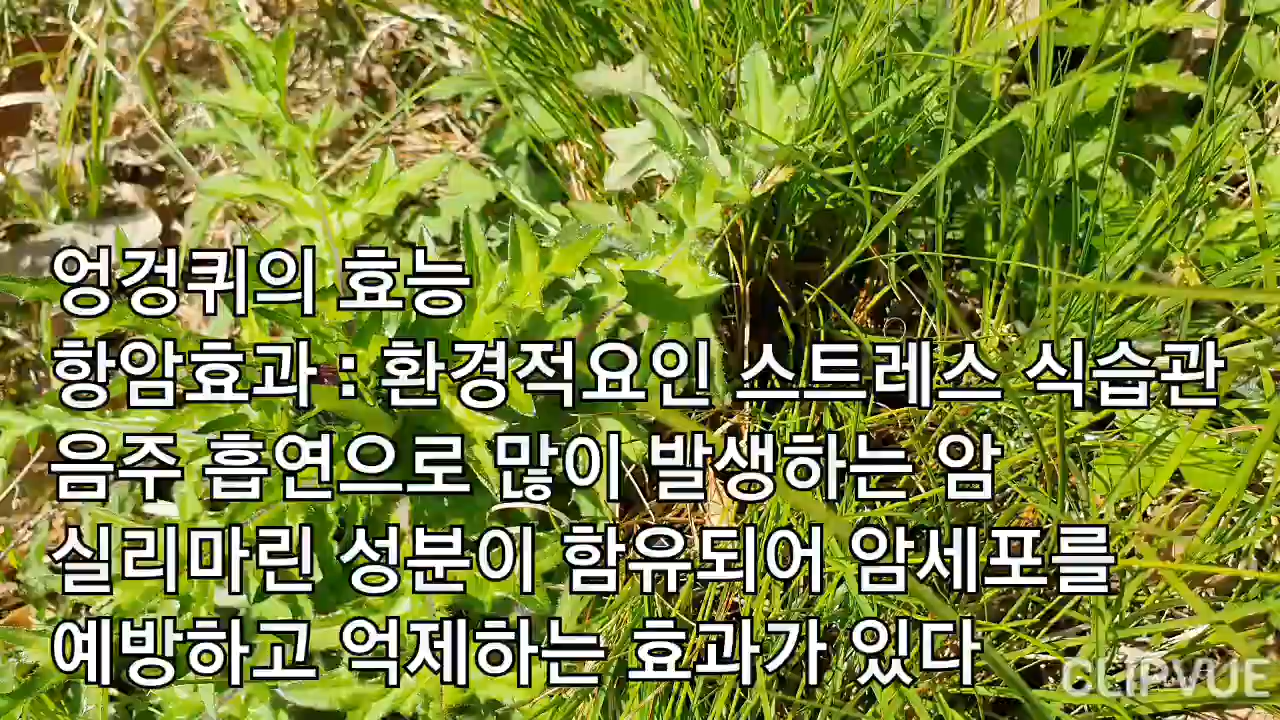 엉겅퀴의 효능
항암효과 : 환경적요인 스트레스 식습관
음주 흡연으로 많이 발생하는 암
실리마린 성분이 함유되어 암세포를
예방하고 억제하는 효과가 있다
CLIPVUE